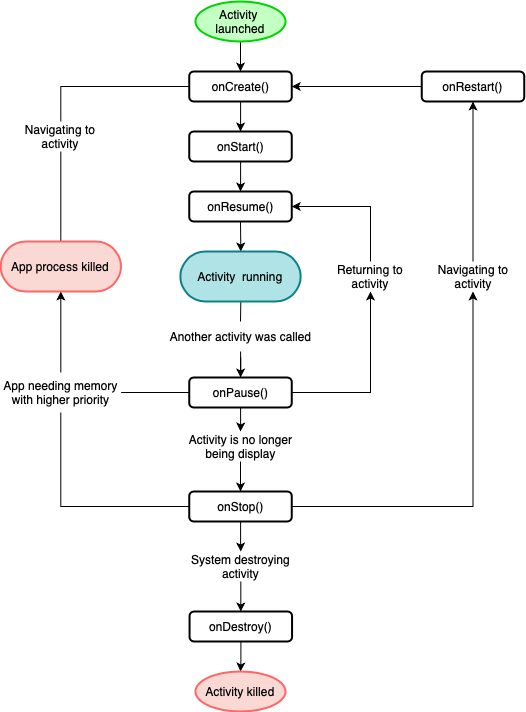 Activity
launched
onCreate()
onRestart()
Navigating to
activity
onStart()
onResume()
App process killed
Activity  running
Returning to
activity
Navigating to
activity
Another activity was called
App needing memory
with higher priority
onPause()
Activity is no longer
being display
onStop()
System destroying
activity
onDestroy()
Activity killed